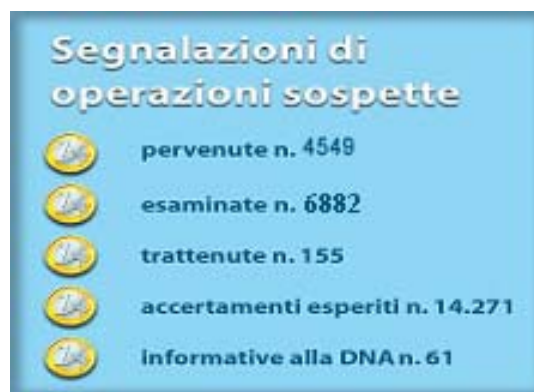 Segnalazioni di
operazioni sospette
pervenute n. 4549
esaminate n. 6882
trattenute n. 155
accertamenti esperiti n. 14.271
informative alla DNA n. 61